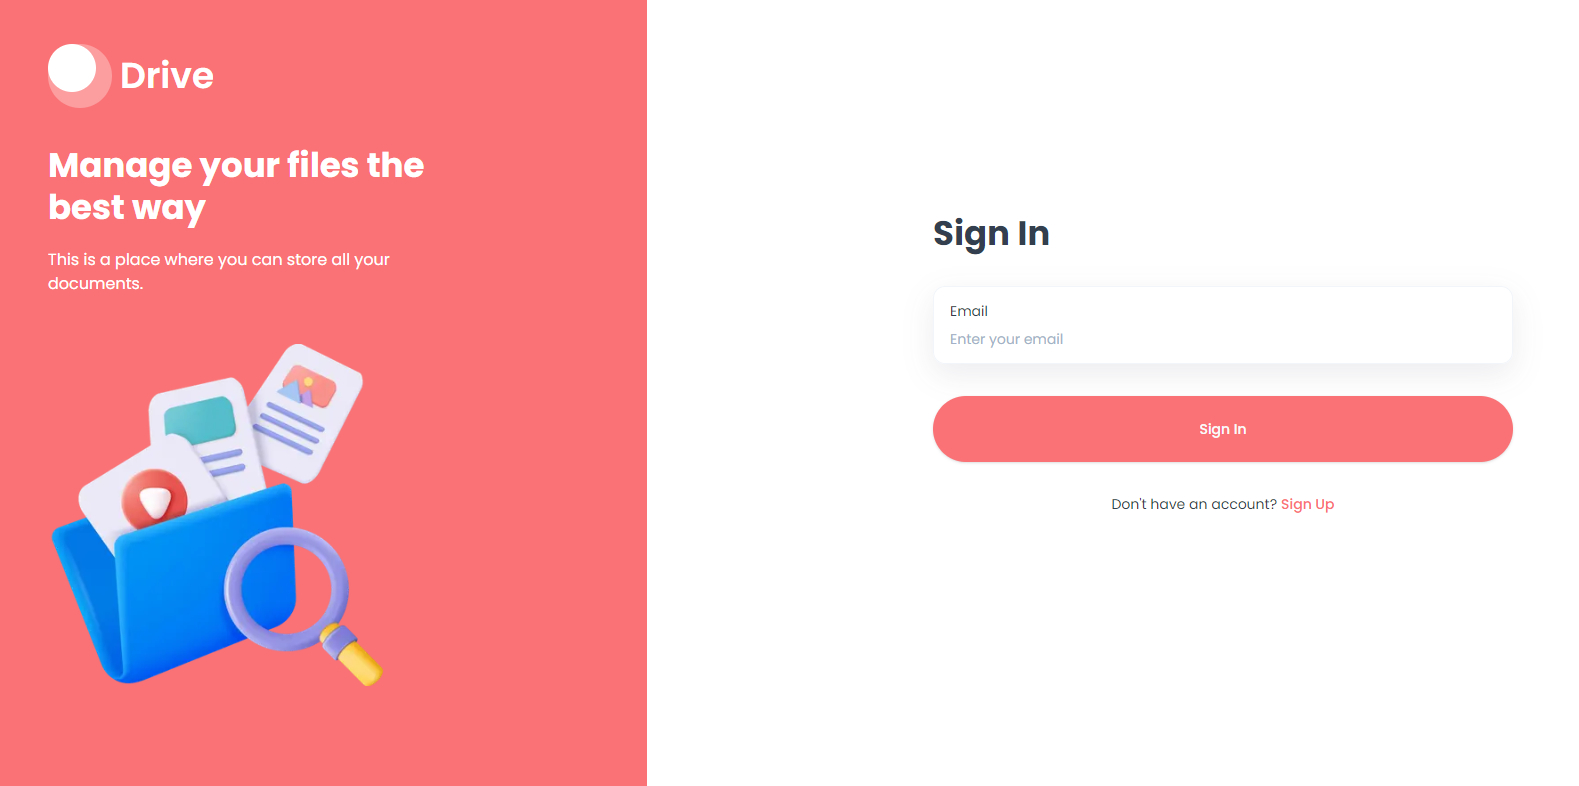 Drive
Manage your files the
best way
This is a place where you can store all your
documents.
Sign In
Email
Enter your email
Sign In
Don't have an account? Sign Up